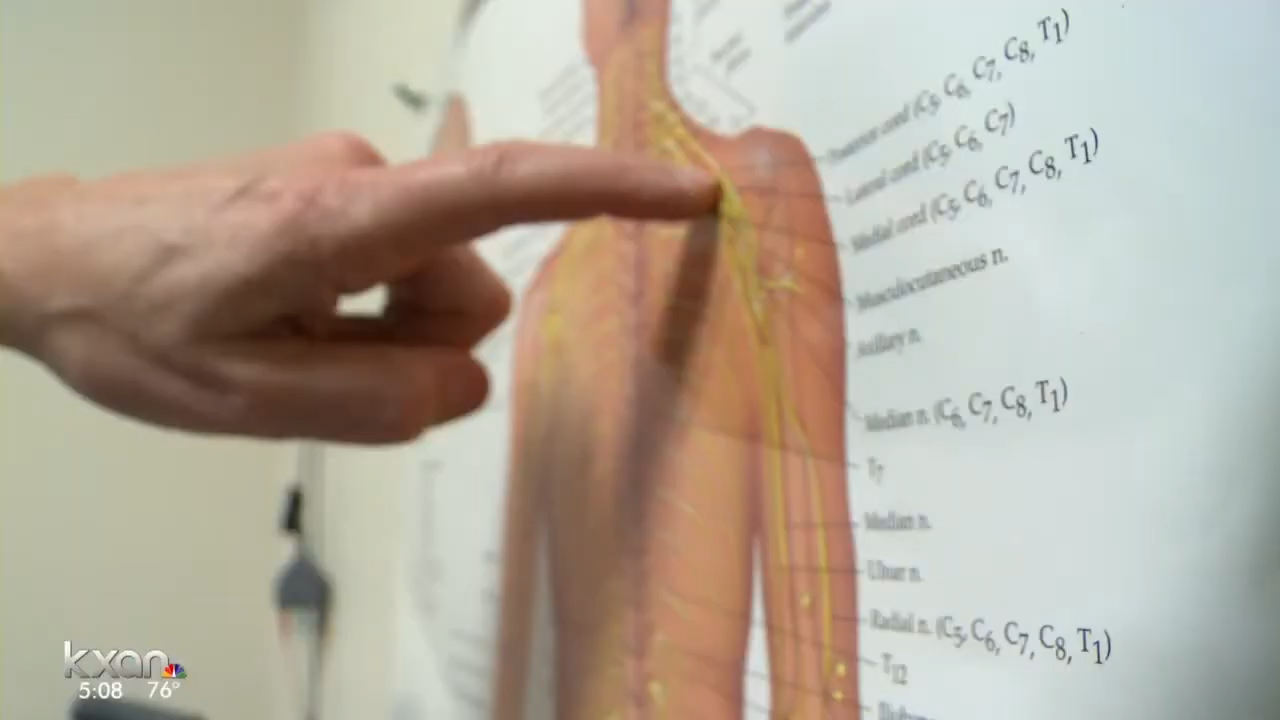 Posterior cord (C5, C6, C7, C8, T1)
Lateral cord (C5, C6, C7)
Medial cord (C5, C6, C7, C8, T1)
Musculocutaneous n.
Axillary n.
Median n. (C6, C7, C8, T1)
T7
Median n.
Ulnar n.
Radial n. (C5, C6, C7, C8, T1)
T12
kxan
5:08 76°